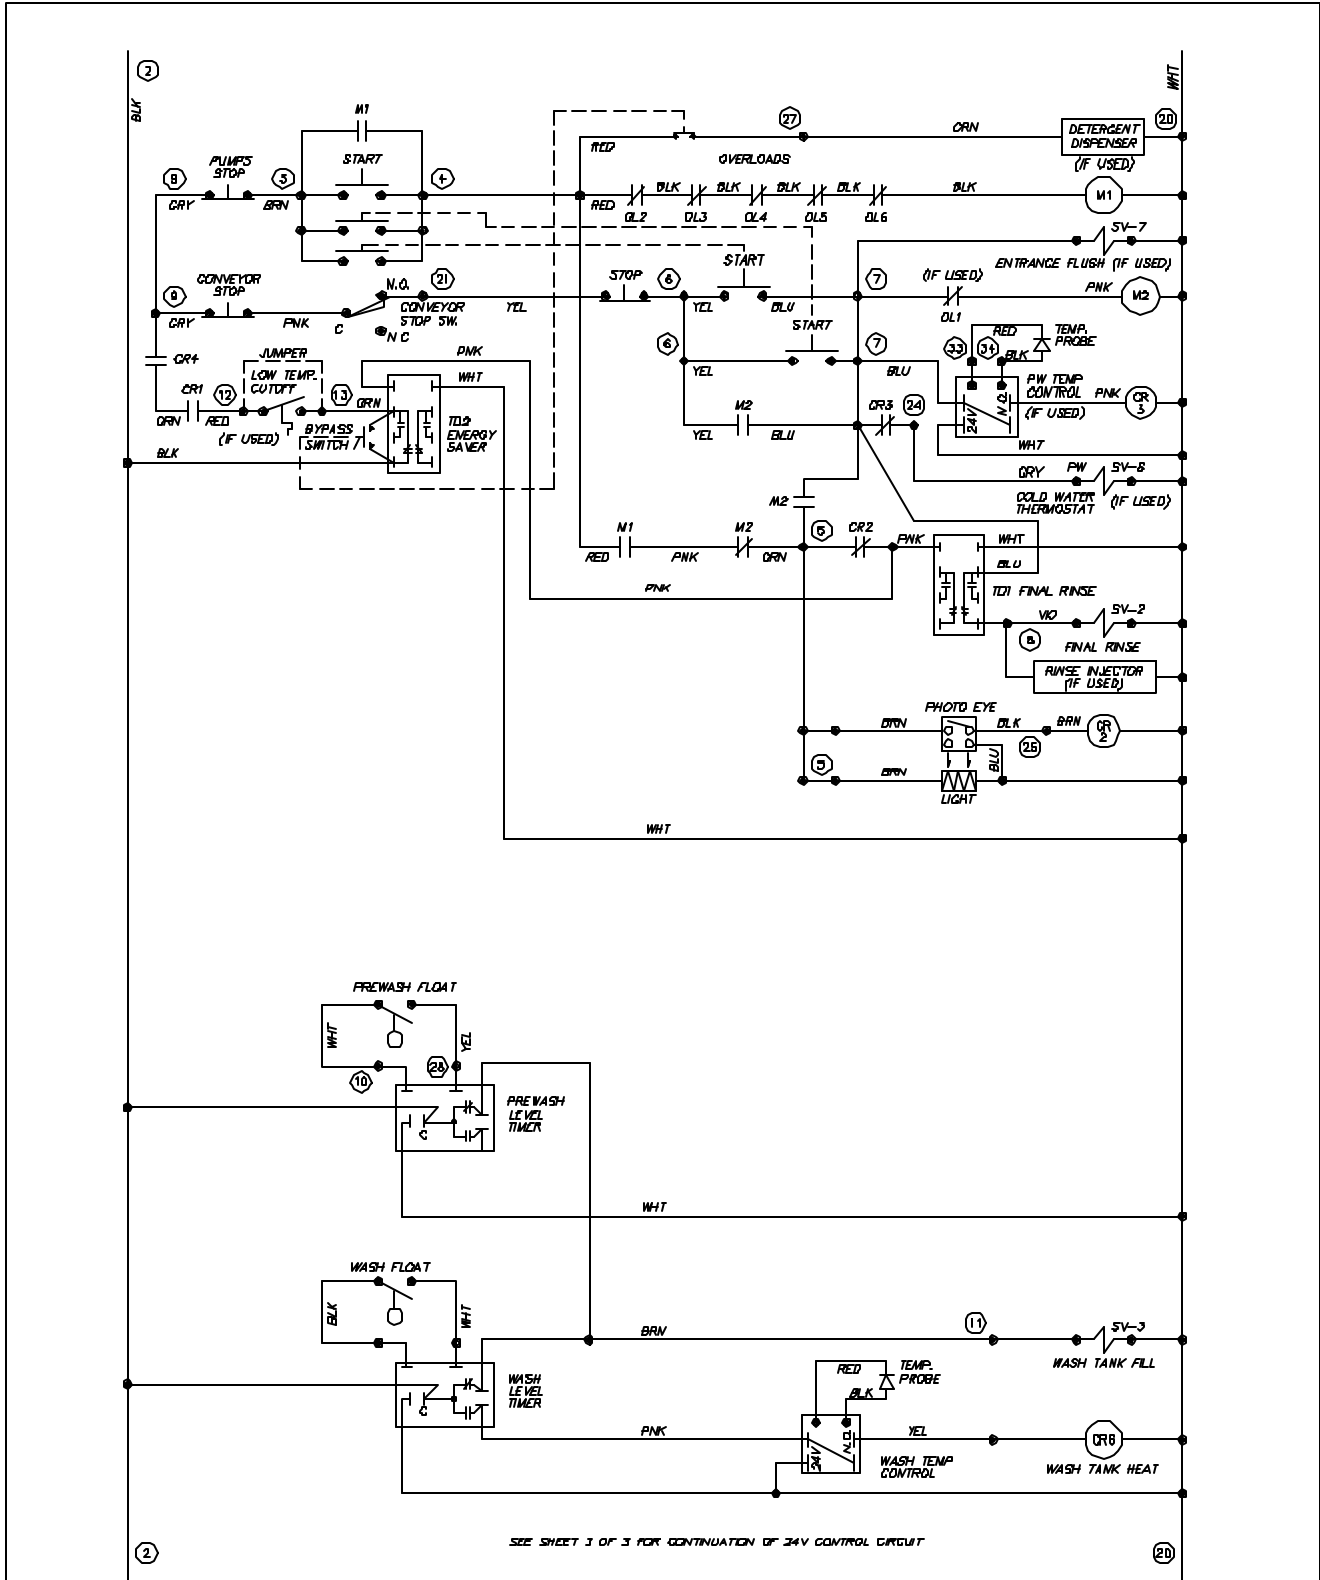 2
BLK
WHT
M1
27
ORN
DETERGENT
DISPENSER
20
(IF USED)
RED
OVERLOADS
8
PUMPS
STOP
3
START
4
GRY
BRN
RED
OL2
BLK
OL3
BLK
OL4
BLK
OL5
BLK
OL6
BLK
M1
SV-7
ENTRANCE FLUSH (IF USED)
9
CONVEYOR
STOP
GRY
PNK
C
N.O.
N C
21
CONVEYOR
STOP SW.
YEL
STOP
6
START
YEL
BLU
7
(IF USED)
OL1
PNK
M2
START
6
YEL
7
BLU
33
34
RED
BLK
TEMP.
PROBE
CR4
JUMPER
LOW TEMP.
CUTOFF
CR1
12
13
ORN
RED
(IF USED)
GRN
BYPASS
SWITCH
PNK
WHT
TD2
ENERGY
SAVER
BLK
M2
YEL
BLU
CR3
24
24V
N.O.
PW TEMP
CONTROL
(IF USED)
PNK
CR
3
WHT
GRY
PW
SV-6
COLD WATER
THERMOSTAT
(IF USED)
M2
M1
M2
5
CR2
RED
PNK
ORN
PNK
WHT
BLU
PNK
TD1 FINAL RINSE
VIO
SV-2
FINAL RINSE
RINSE INJECTOR
(IF USED)
PHOTO EYE
BRN
BLK
26
BRN
CR
2
BLU
5
BRN
LIGHT
WHT
PREWASH FLOAT
WHT
YEL
10
28
PREWASH
LEVEL
TIMER
C
WHT
WASH FLOAT
BLK
WHT
BRN
11
SV-3
WASH TANK FILL
WASH
LEVEL
TIMER
C
RED
BLK
TEMP.
PROBE
PNK
24V
N.O.
YEL
CR6
WASH TEMP
CONTROL
WASH TANK HEAT
SEE SHEET 3 OF 3 FOR CONTINUATION OF 24V CONTROL CIRCUIT
2
20